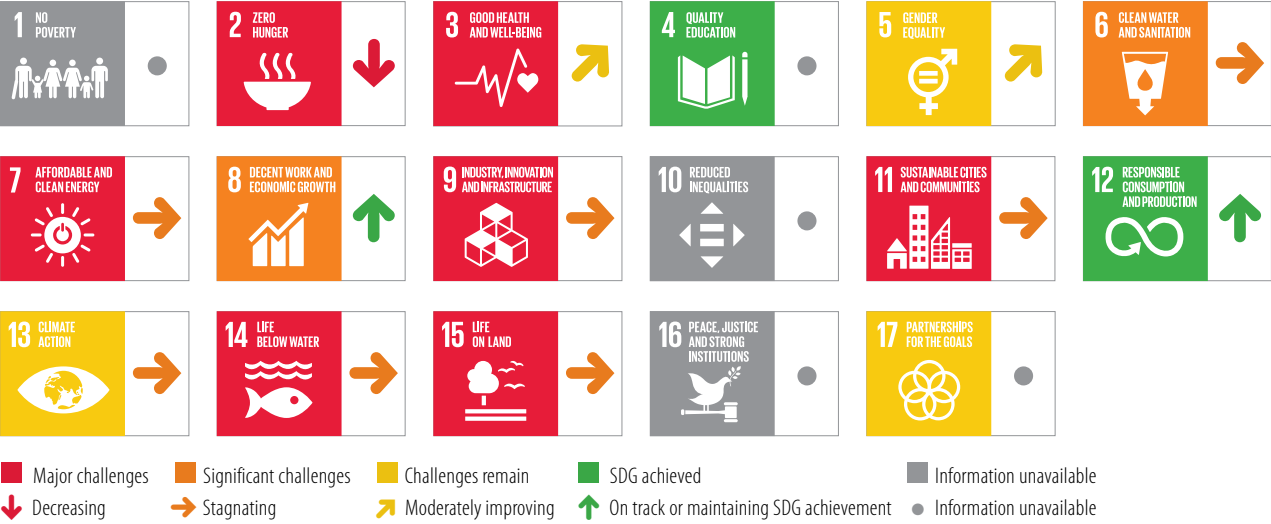 1 NO
POVERTY
2 ZERO
HUNGER
3 GOOD HEALTH
AND WELL-BEING
4 QUALITY
EDUCATION
5 GENDER
EQUALITY
6 CLEAN WATER
AND SANITATION
7 AFFORDABLE AND
CLEAN ENERGY
8 DECENT WORK AND
ECONOMIC GROWTH
9 INDUSTRY, INNOVATION
AND INFRASTRUCTURE
10 REDUCED
INEQUALITIES
11 SUSTAINABLE CITIES
AND COMMUNITIES
12 RESPONSIBLE
CONSUMPTION
AND PRODUCTION
13 CLIMATE
ACTION
14 LIFE
BELOW WATER
15 LIFE
ON LAND
16 PEACE, JUSTICE
AND STRONG
INSTITUTIONS
17 PARTNERSHIPS
FOR THE GOALS
Major challenges
Significant challenges
Challenges remain
SDG achieved
Information unavailable
Decreasing
Stagnating
Moderately improving
On track or maintaining SDG achievement
Information unavailable